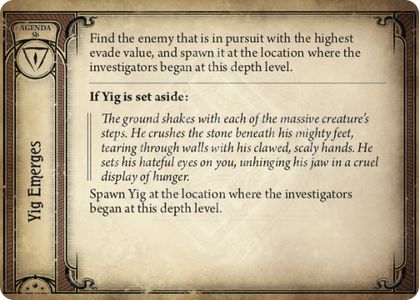 AGENDA
5b
Yig Emerges
Find the enemy that is in pursuit with the highest
evade value, and spawn it at the location where the
investigators began at this depth level.
If Yig is set aside:
The ground shakes with each of the massive creature's
steps. He crushes the stone beneath his mighty feet,
tearing through walls with his clawed, scaly hands. He
sets his hateful eyes on you, unhinging his jaw in a cruel
display of hunger.
Spawn Yig at the location where the investigators
began at this depth level.